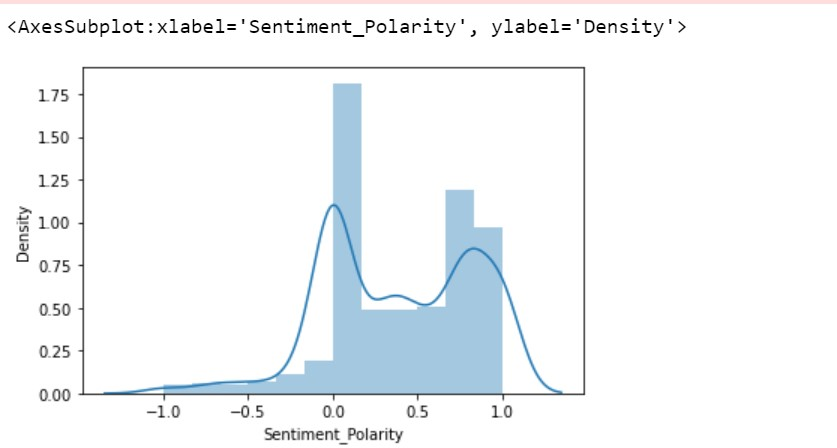 <AxesSubplot:xlabel='Sentiment_Polarity', ylabel='Density'>
1.75
1.50
1.25
1.00
0.75
0.50
0.25
0.00
Density
−1.0 −0.5 0.0 0.5 1.0
Sentiment_Polarity